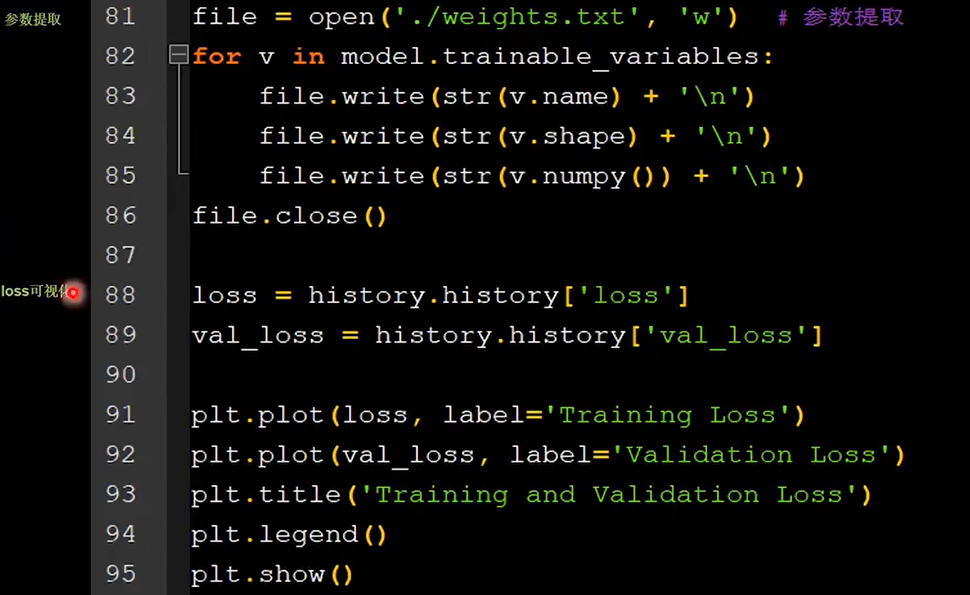 参数提取
81 file = open('./weights.txt', 'w')  # 参数提取
82 for v in model.trainable_variables:
83     file.write(str(v.name) + '\n')
84     file.write(str(v.shape) + '\n')
85     file.write(str(v.numpy()) + '\n')
86 file.close()
87
loss可视化
88 loss = history.history['loss']
89 val_loss = history.history['val_loss']
90
91 plt.plot(loss, label='Training Loss')
92 plt.plot(val_loss, label='Validation Loss')
93 plt.title('Training and Validation Loss')
94 plt.legend()
95 plt.show()